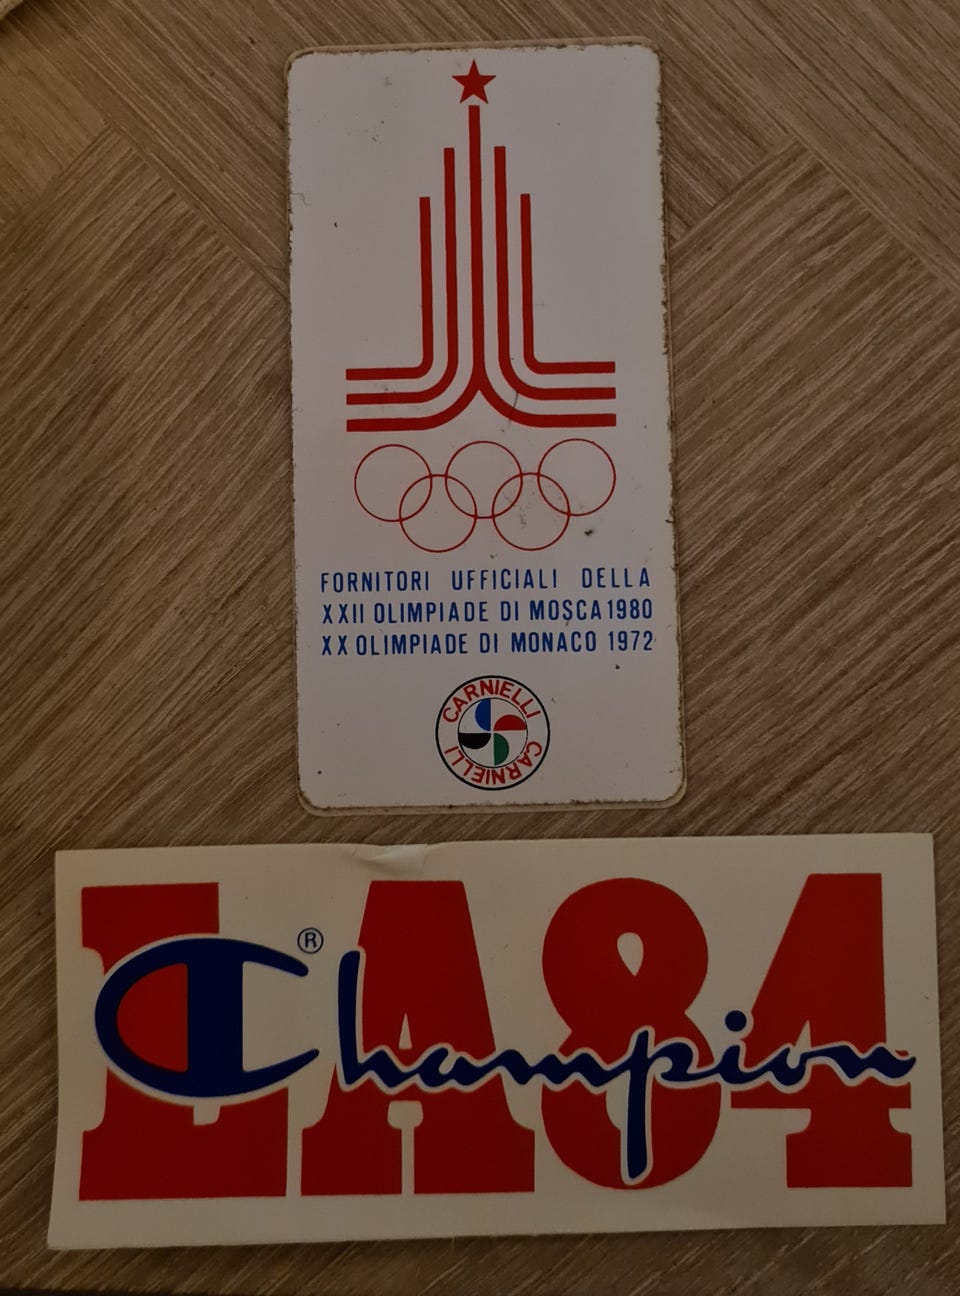 FORNITORI UFFICIALI DELLA
XXII OLIMPIADE DI MOSCA 1980
XX OLIMPIADE DI MONACO 1972
CARNIELLI
CARNIELLI
LA84
Champion®